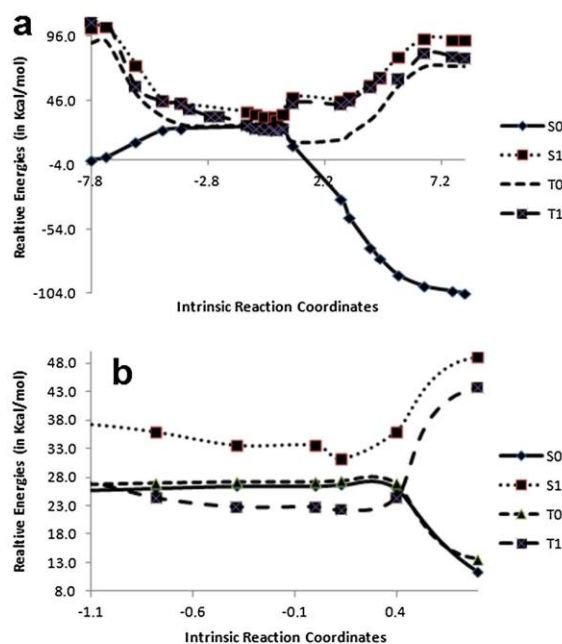 a
96.0
46.0
-4.0
-54.0
-104.0
-7.8
-2.8
2.2
7.2
Realtive Energies (in Kcal/mol)
Intrinsic Reaction Coordinates
S0
S1
T0
T1
b
48.0
43.0
38.0
33.0
28.0
23.0
18.0
13.0
8.0
-1.1
-0.6
-0.1
0.4
Realtive Energies (in Kcal/mol)
Intrinsic Reaction Coordinates
S0
S1
T0
T1